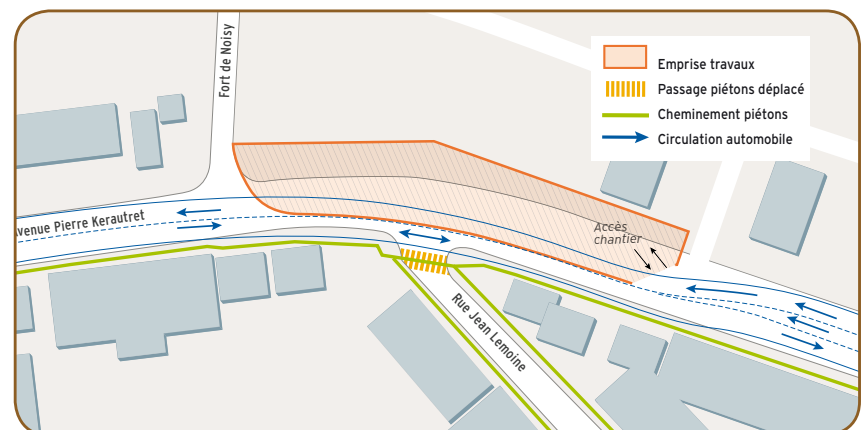 Fort de Noisy
Emprise travaux
Passage piétons déplacé
Cheminement piétons
Circulation automobile
Avenue Pierre Kerautret
Accès
chantier
Rue Jean Lemoine